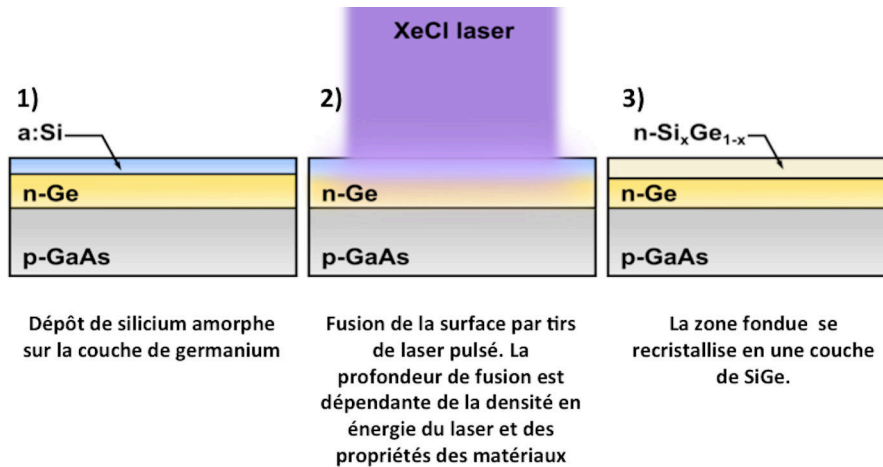 XeCl laser
1)
a:Si
n-Ge
p-GaAs
Dépôt de silicium amorphe
sur la couche de germanium
2)
n-Ge
p-GaAs
Fusion de la surface par tirs
de laser pulsé. La
profondeur de fusion est
dépendante de la densité en
énergie du laser et des
propriétés des matériaux
3)
n-SiₓGe₁₋ₓ
n-Ge
p-GaAs
La zone fondue se
recristallise en une couche
de SiGe.